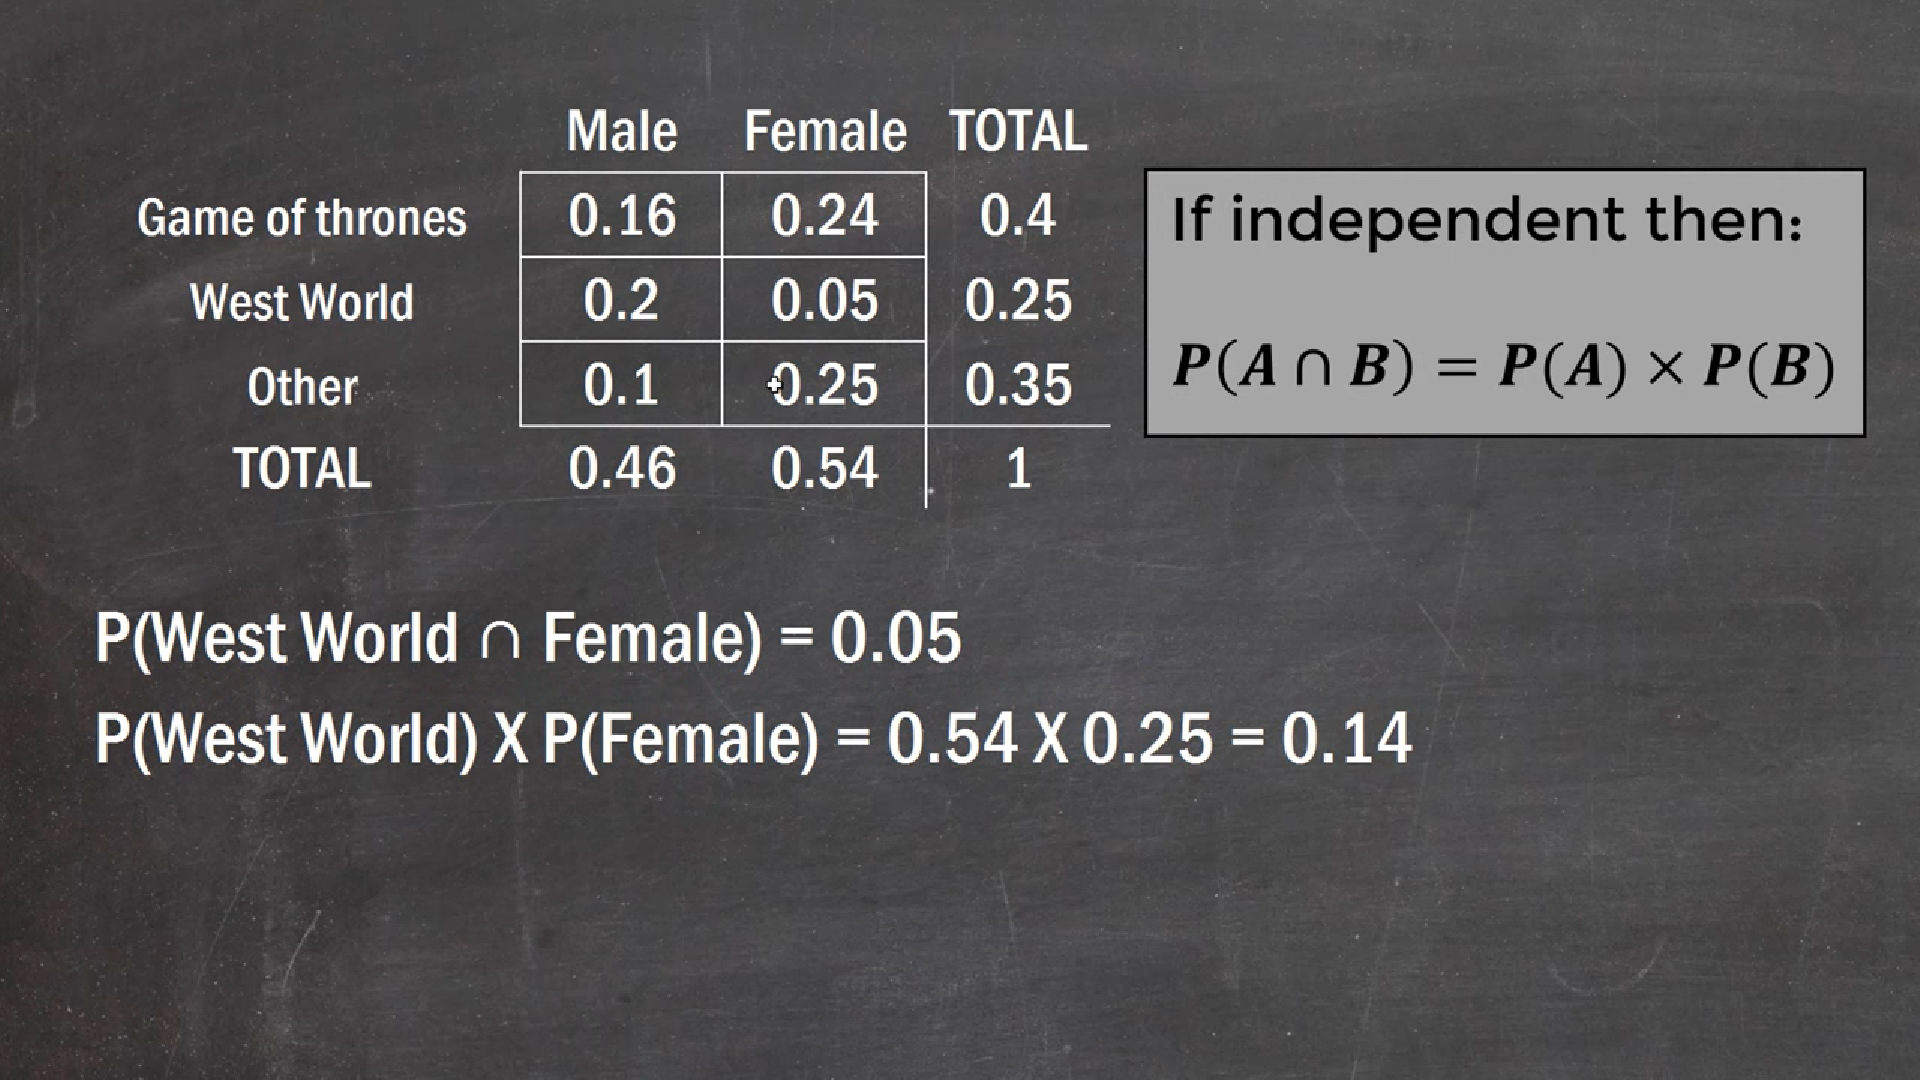 Male Female TOTAL
Game of thrones 0.16 0.24 0.4
West World 0.2 0.05 0.25
Other 0.1 0.25 0.35
TOTAL 0.46 0.54 1
If independent then:
P(A ∩ B) = P(A) × P(B)
P(West World ∩ Female) = 0.05
P(West World) X P(Female) = 0.54 X 0.25 = 0.14